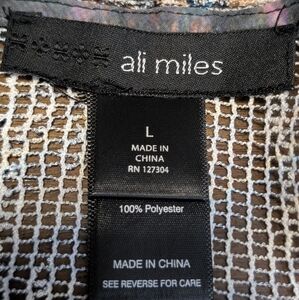 ali miles
L
MADE IN
CHINA
RN 127304
100% Polyester
MADE IN CHINA
SEE REVERSE FOR CARE